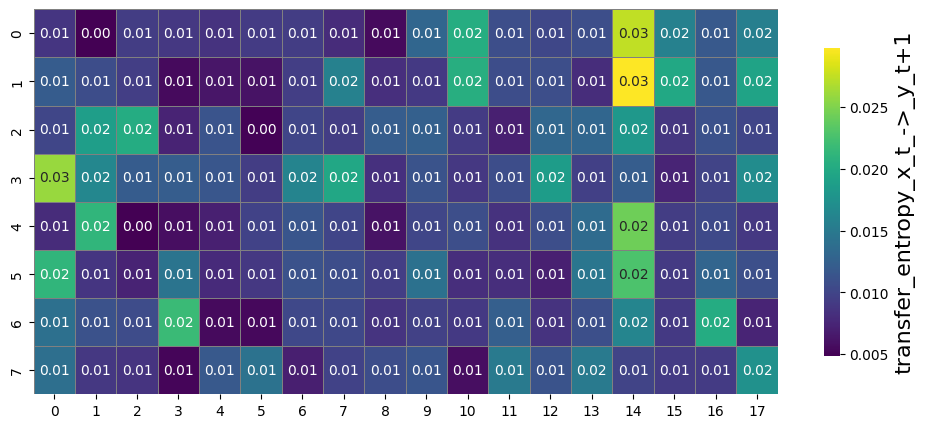 0 0.01 0.00 0.01 0.01 0.01 0.01 0.01 0.01 0.01 0.01 0.02 0.01 0.01 0.01 0.03 0.02 0.01 0.02
1 0.01 0.01 0.01 0.01 0.01 0.01 0.01 0.02 0.01 0.01 0.02 0.01 0.01 0.01 0.03 0.02 0.01 0.02
2 0.01 0.02 0.02 0.01 0.01 0.00 0.01 0.01 0.01 0.01 0.01 0.01 0.01 0.01 0.02 0.01 0.01 0.01
3 0.03 0.02 0.01 0.01 0.01 0.01 0.02 0.02 0.01 0.01 0.01 0.01 0.02 0.01 0.01 0.01 0.01 0.02
4 0.01 0.02 0.00 0.01 0.01 0.01 0.01 0.01 0.01 0.01 0.01 0.01 0.01 0.01 0.02 0.01 0.01 0.01
5 0.02 0.01 0.01 0.01 0.01 0.01 0.01 0.01 0.01 0.01 0.01 0.01 0.01 0.01 0.02 0.01 0.01 0.01
6 0.01 0.01 0.01 0.02 0.01 0.01 0.01 0.01 0.01 0.01 0.01 0.01 0.01 0.01 0.02 0.01 0.02 0.01
7 0.01 0.01 0.01 0.01 0.01 0.01 0.01 0.01 0.01 0.01 0.01 0.01 0.01 0.02 0.01 0.01 0.01 0.02
0 1 2 3 4 5 6 7 8 9 10 11 12 13 14 15 16 17
0.025
0.020
0.015
0.010
0.005
transfer_entropy_x_t_->_y_t+1